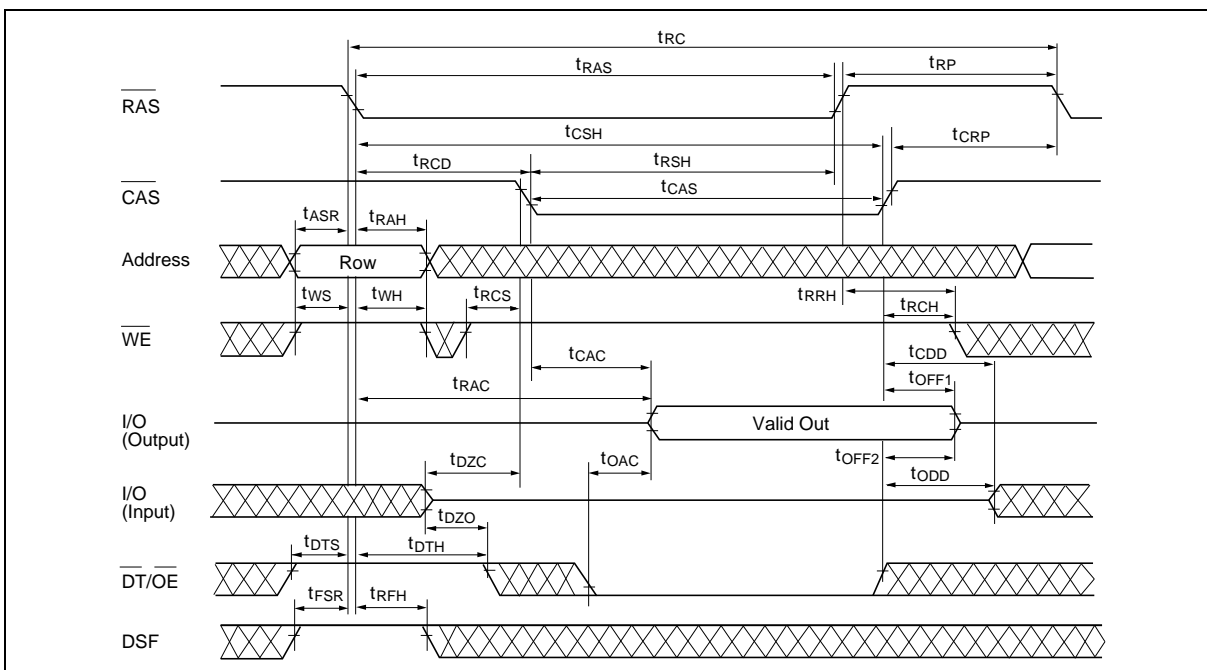 tRC
tRAS
tRP
RAS
tCSH
tCRP
tRCD
tRSH
CAS
tCAS
tASR
tRAH
Address
Row
tWS
tWH
tRCS
tRRH
tRCH
WE
tCAC
tCDD
tRAC
tOFF1
I/O
(Output)
Valid Out
tDZC
tOAC
tOFF2
tODD
I/O
(Input)
tDZO
tDTS
tDTH
DT/OE
tFSR
tRFH
DSF